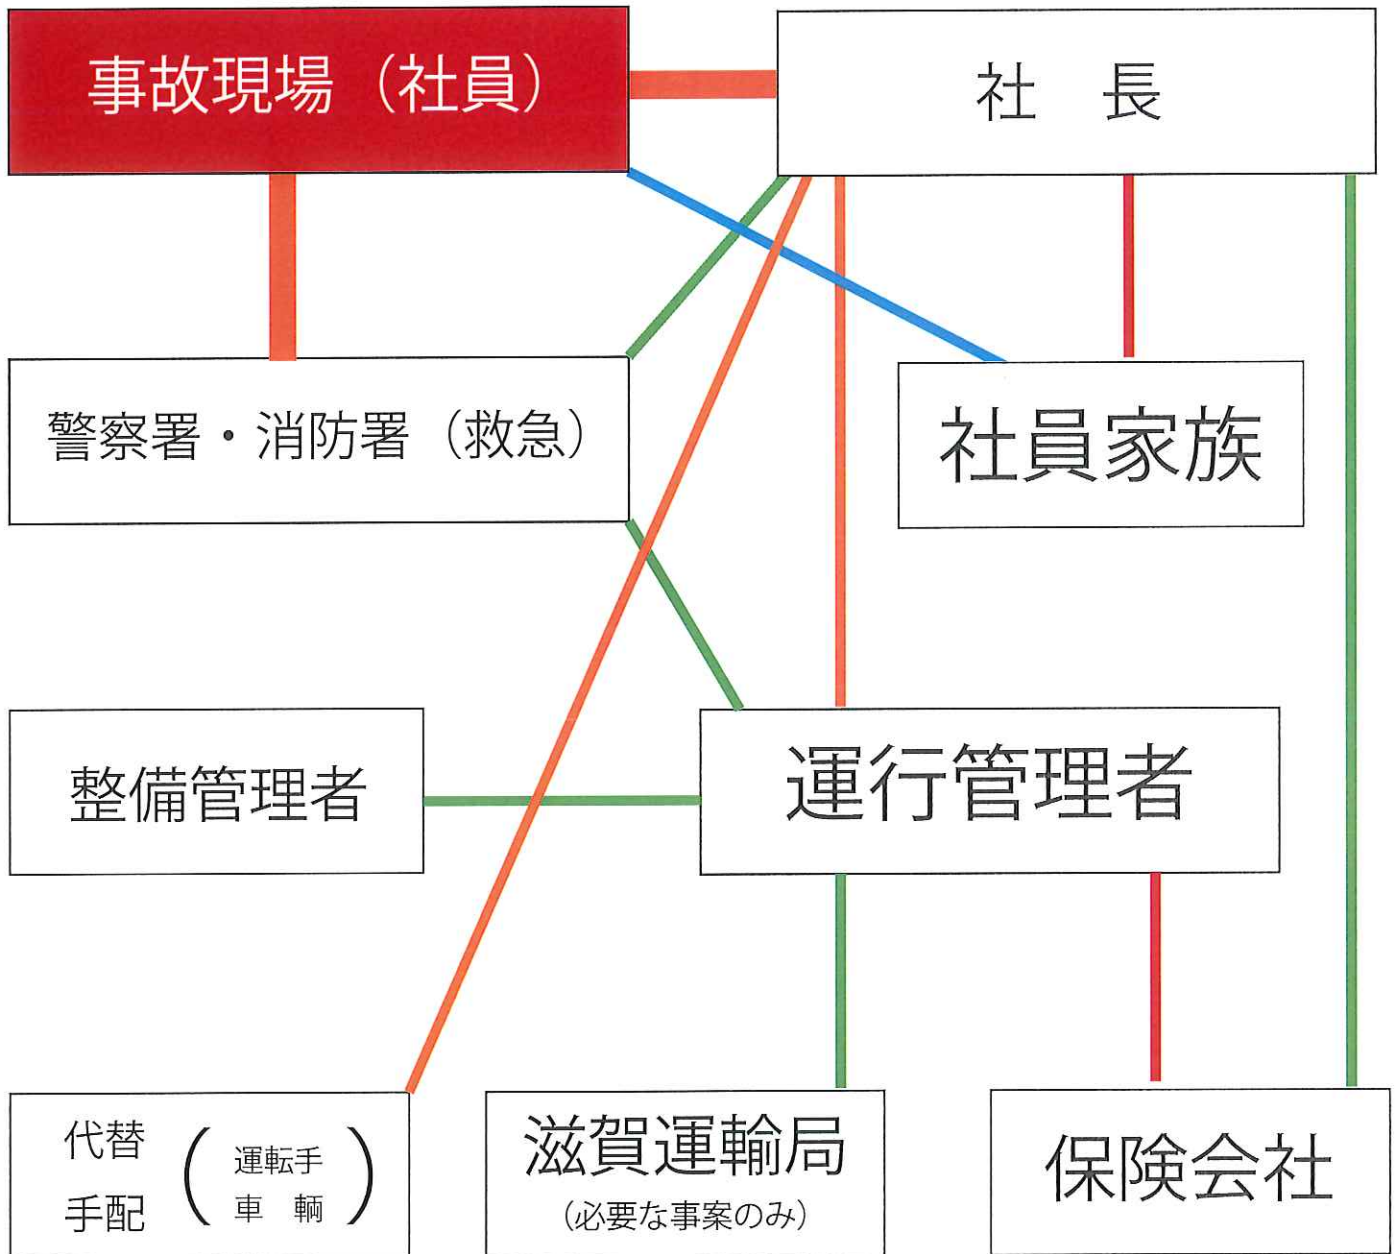 事故現場（社員）
社　長
警察署・消防署（救急）
社員家族
整備管理者
運行管理者
代替
手配
（運転手
車　輌）
滋賀運輸局
（必要な事案のみ）
保険会社